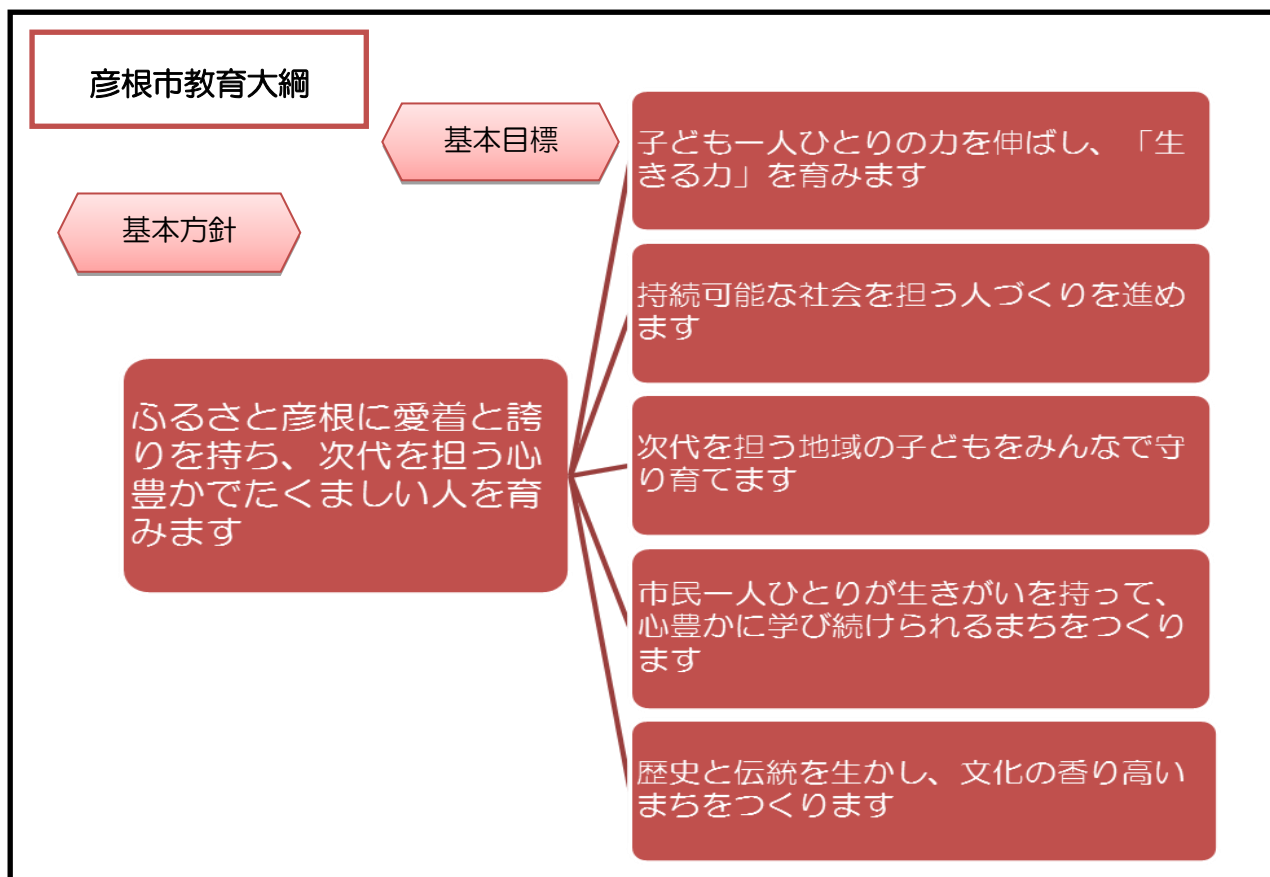 彦根市教育大綱
基本目標
基本方針
ふるさと彦根に愛着と誇
りを持ち、次代を担う心
豊かでたくましい人を育
みます
子ども一人ひとりの力を伸ばし、「生
きる力」を育みます
持続可能な社会を担う人づくりを進め
ます
次代を担う地域の子どもをみんなで守
り育てます
市民一人ひとりが生きがいを持って、
心豊かに学び続けられるまちをつくり
ます
歴史と伝統を生かし、文化の香り高い
まちをつくります